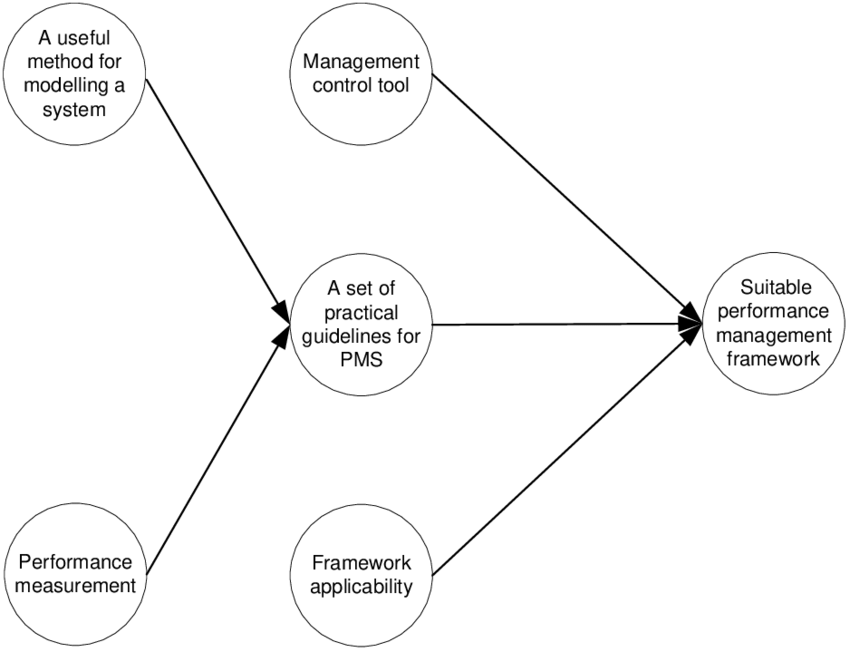 A useful
method for
modelling a
system
Management
control tool
A set of
practical
guidelines for
PMS
Suitable
performance
management
framework
Performance
measurement
Framework
applicability